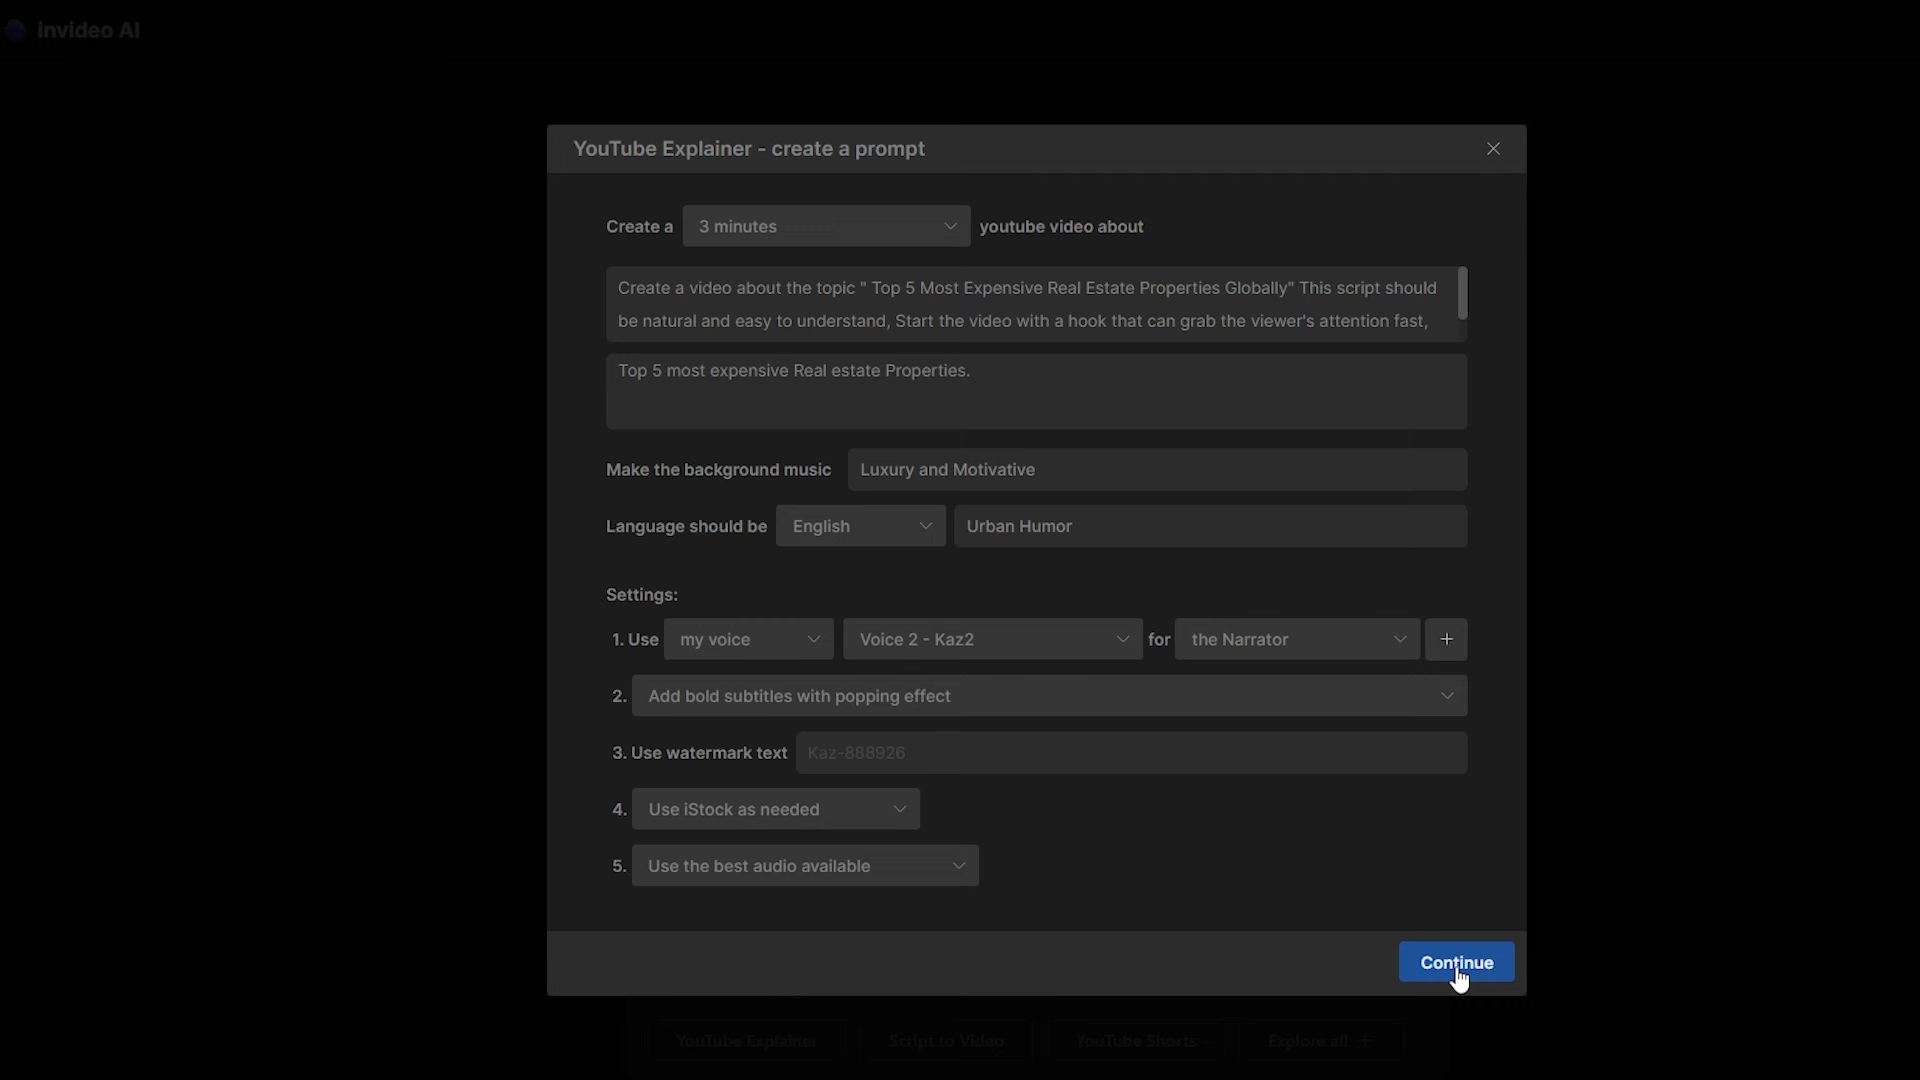 invideo AI
YouTube Explainer - create a prompt
Create a 3 minutes youtube video about
Create a video about the topic " Top 5 Most Expensive Real Estate Properties Globally" This script should
be natural and easy to understand, Start the video with a hook that can grab the viewer's attention fast,
Top 5 most expensive Real estate Properties.
Make the background music Luxury and Motivative
Language should be English Urban Humor
Settings:
1. Use my voice Voice 2 - Kaz2 for the Narrator +
2. Add bold subtitles with popping effect
3. Use watermark text Kaz-888926
4. Use iStock as needed
5. Use the best audio available
Continue
YouTube Explainer Script to Video YouTube Shorts Explore all +